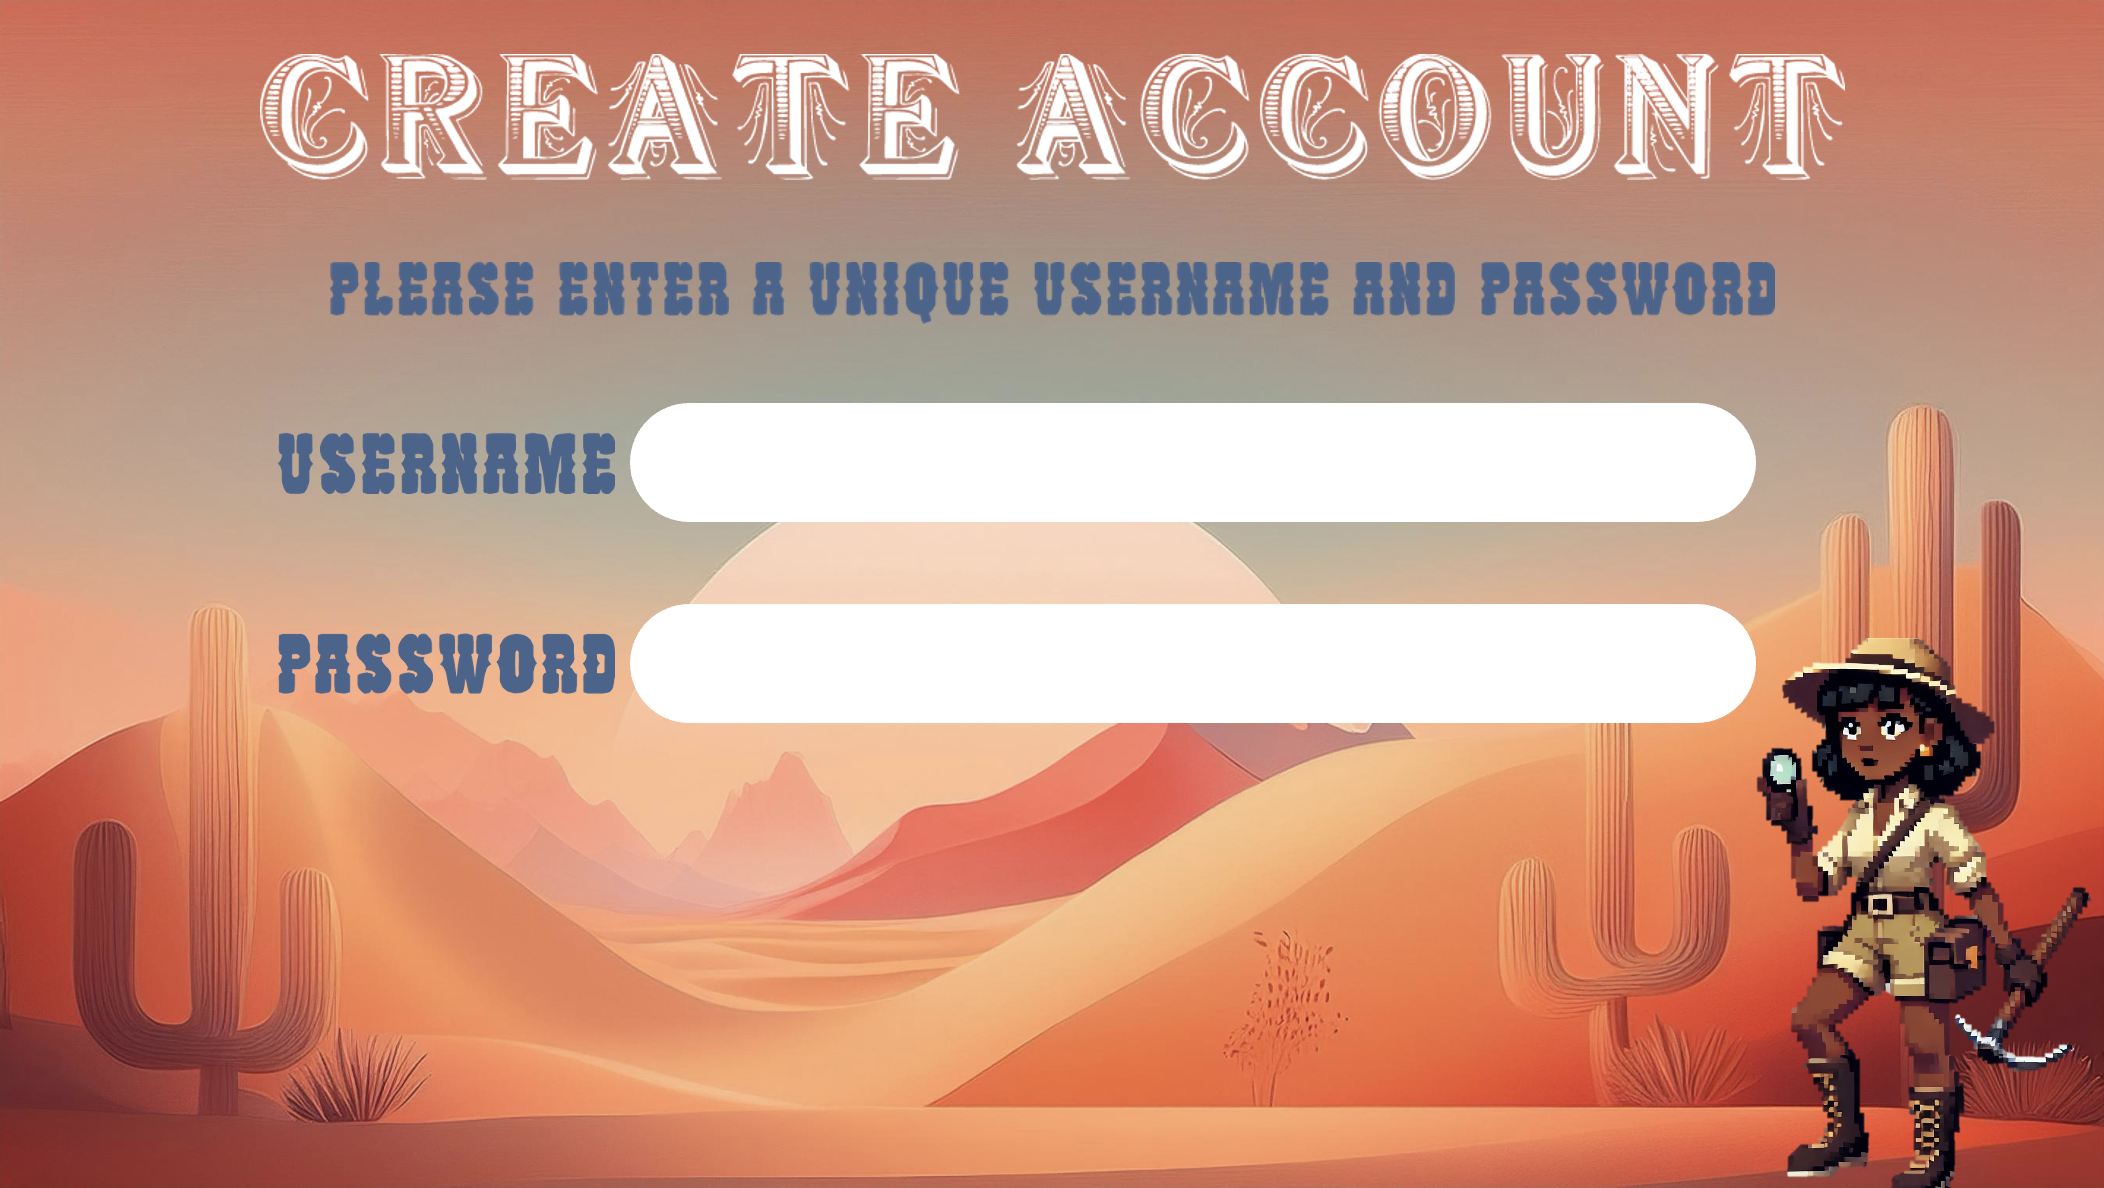 CREATE ACCOUNT
PLEASE ENTER A UNIQUE USERNAME AND PASSWORD
USERNAME
PASSWORD